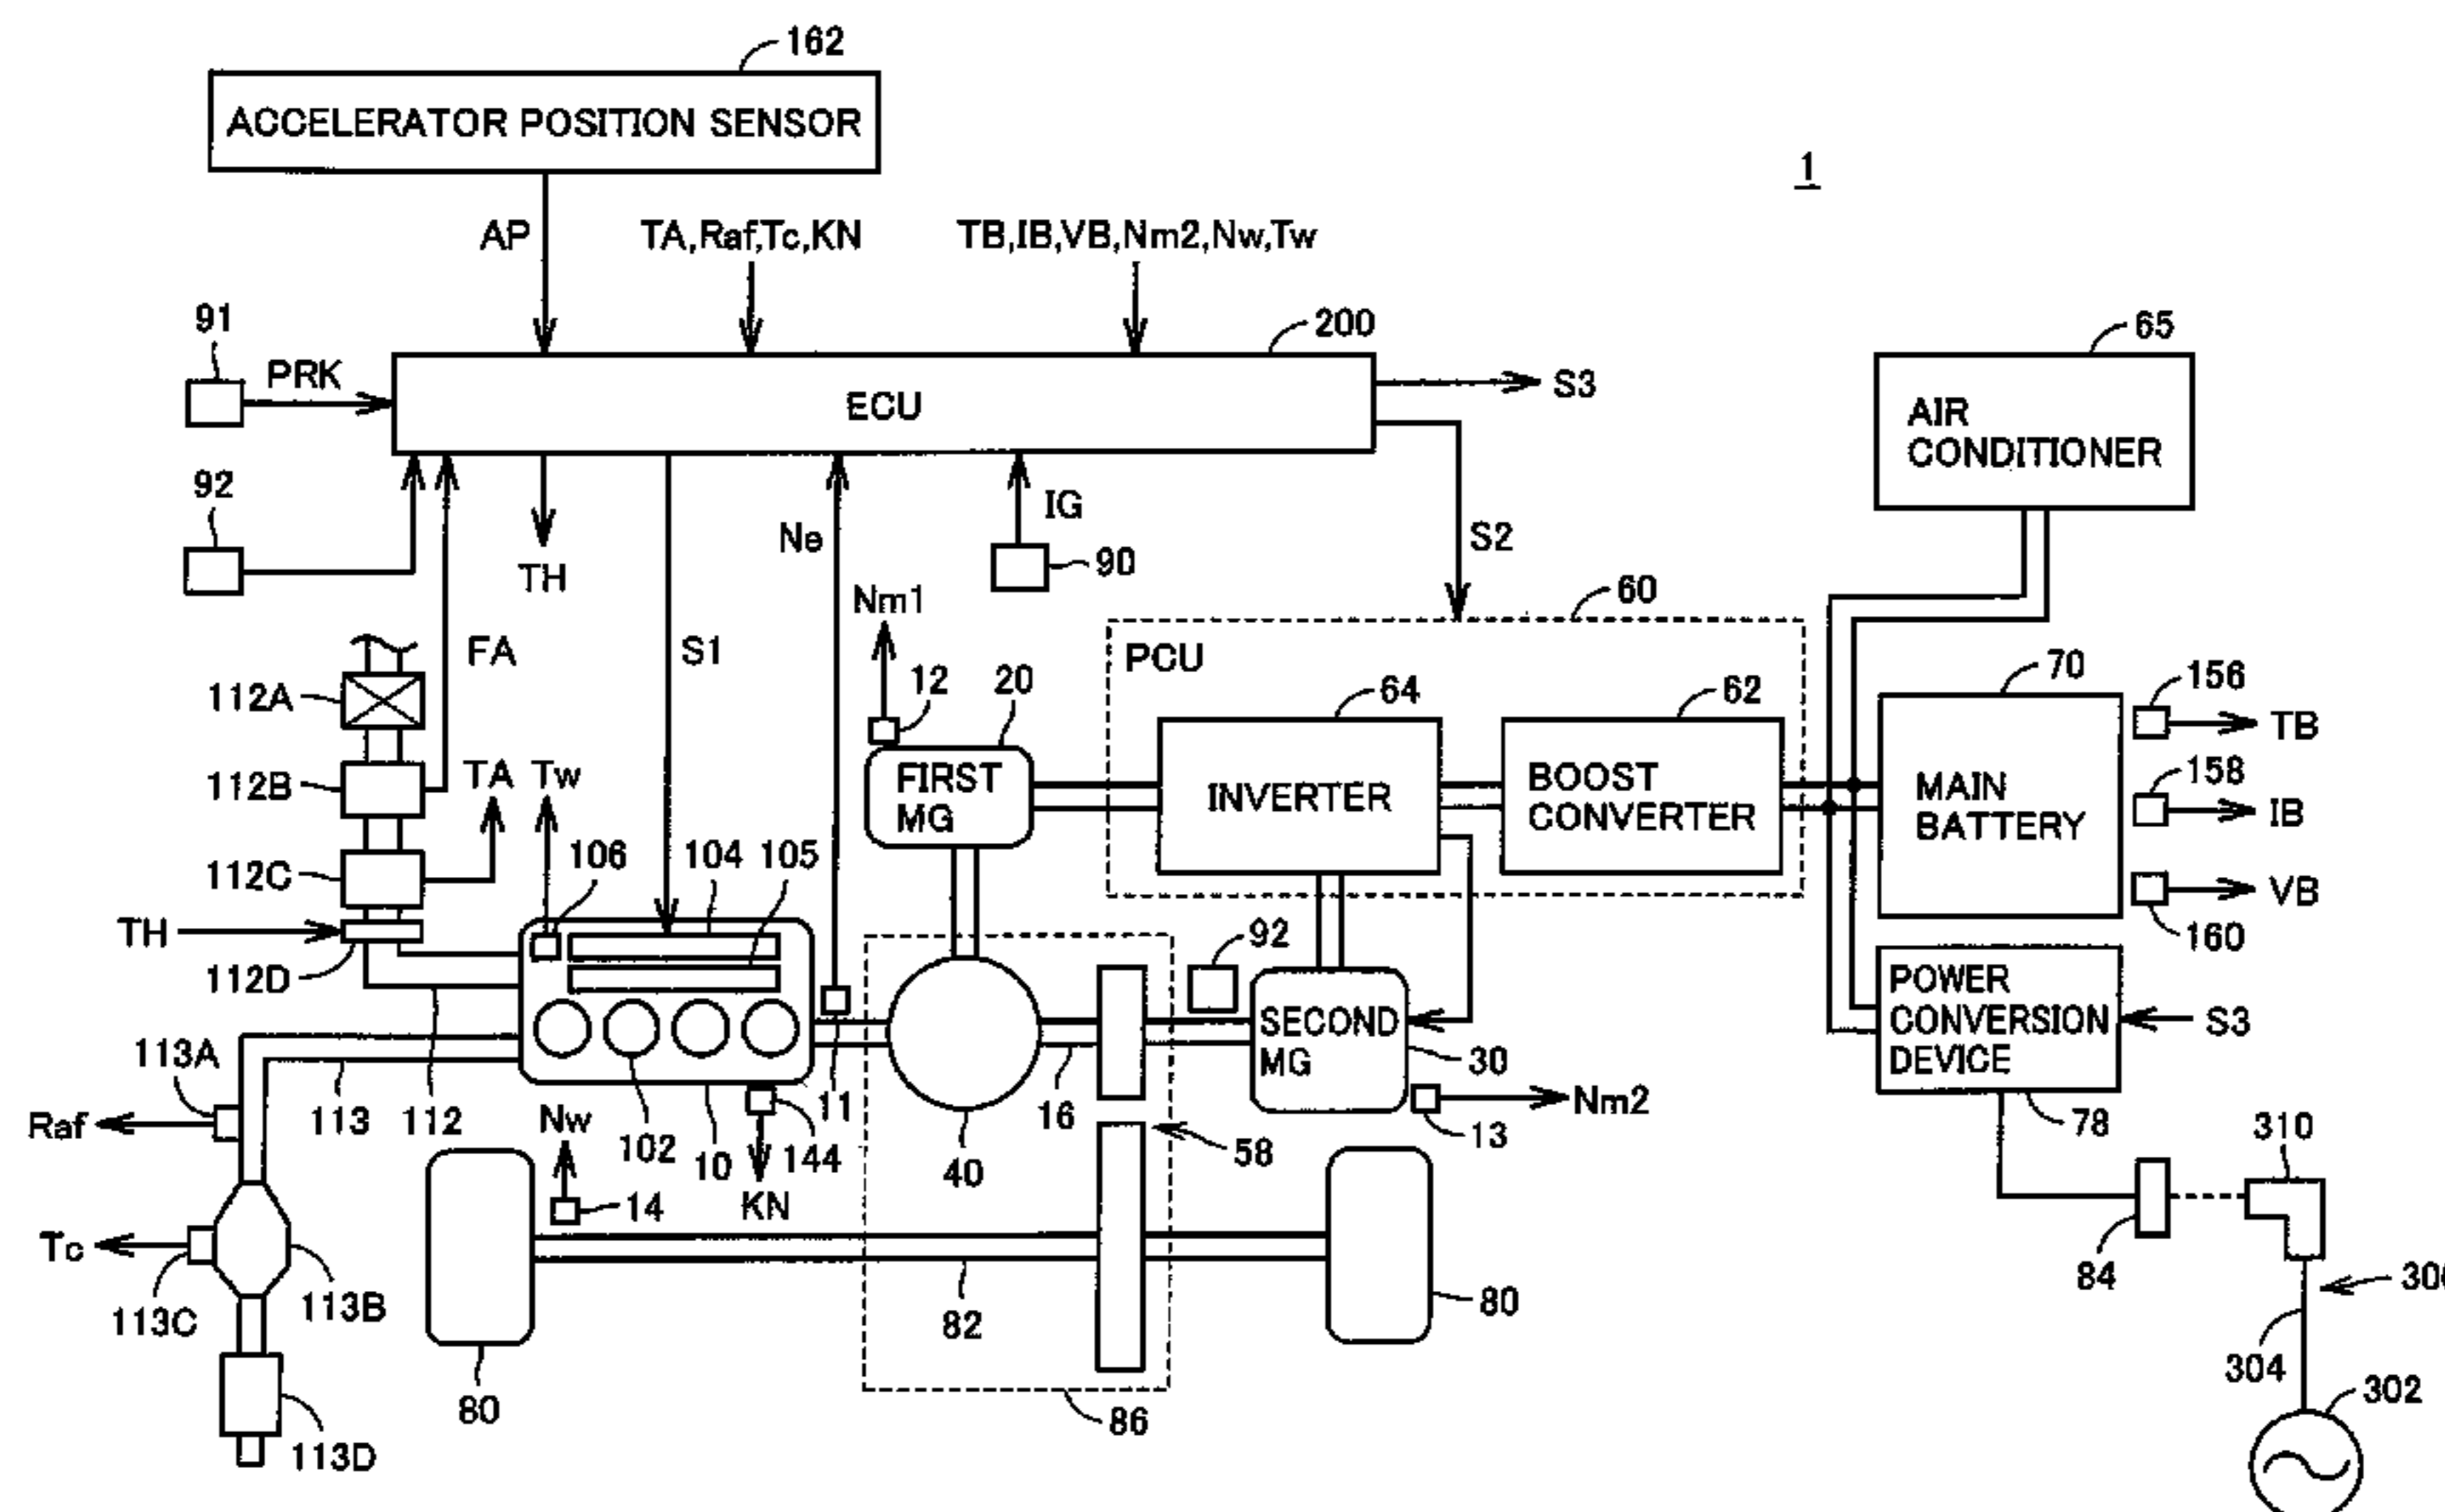 162
ACCELERATOR POSITION SENSOR
1
AP
TA,Raf,Tc,KN
TB,IB,VB,Nm2,Nw,Tw
91
PRK
200
ECU
S3
65
AIR
CONDITIONER
92
TH
Ne
IG
90
S2
Nm1
60
FA
S1
PCU
112A
12
20
64
62
70
156
TB
112B
TA
Tw
FIRST
MG
INVERTER
BOOST
CONVERTER
MAIN
BATTERY
158
IB
112C
106
104
105
VB
160
TH
112D
92
POWER
CONVERSION
DEVICE
S3
SECOND
MG
30
113A
Raf
113
112
Nw
102
10
144
11
40
16
58
13
Nm2
78
310
KN
14
Tc
113C
113B
82
80
84
304
302
80
86
113D